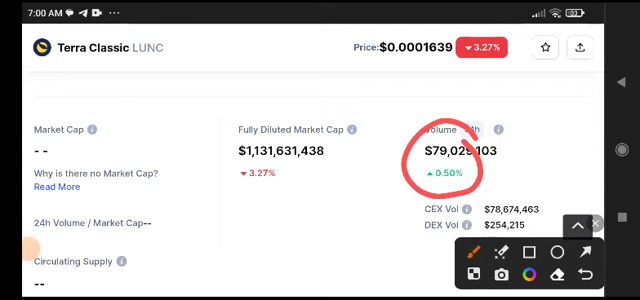 7:00 AM
Terra Classic LUNC
Price:$0.0001639 3.27%
Market Cap
- -
Why is there no Market Cap?
Read More
24h Volume / Market Cap--
Circulating Supply
--
Fully Diluted Market Cap
$1,131,631,438
3.27%
Volume 24h
$79,029,103
0.50%
CEX Vol $78,674,463
DEX Vol $254,215